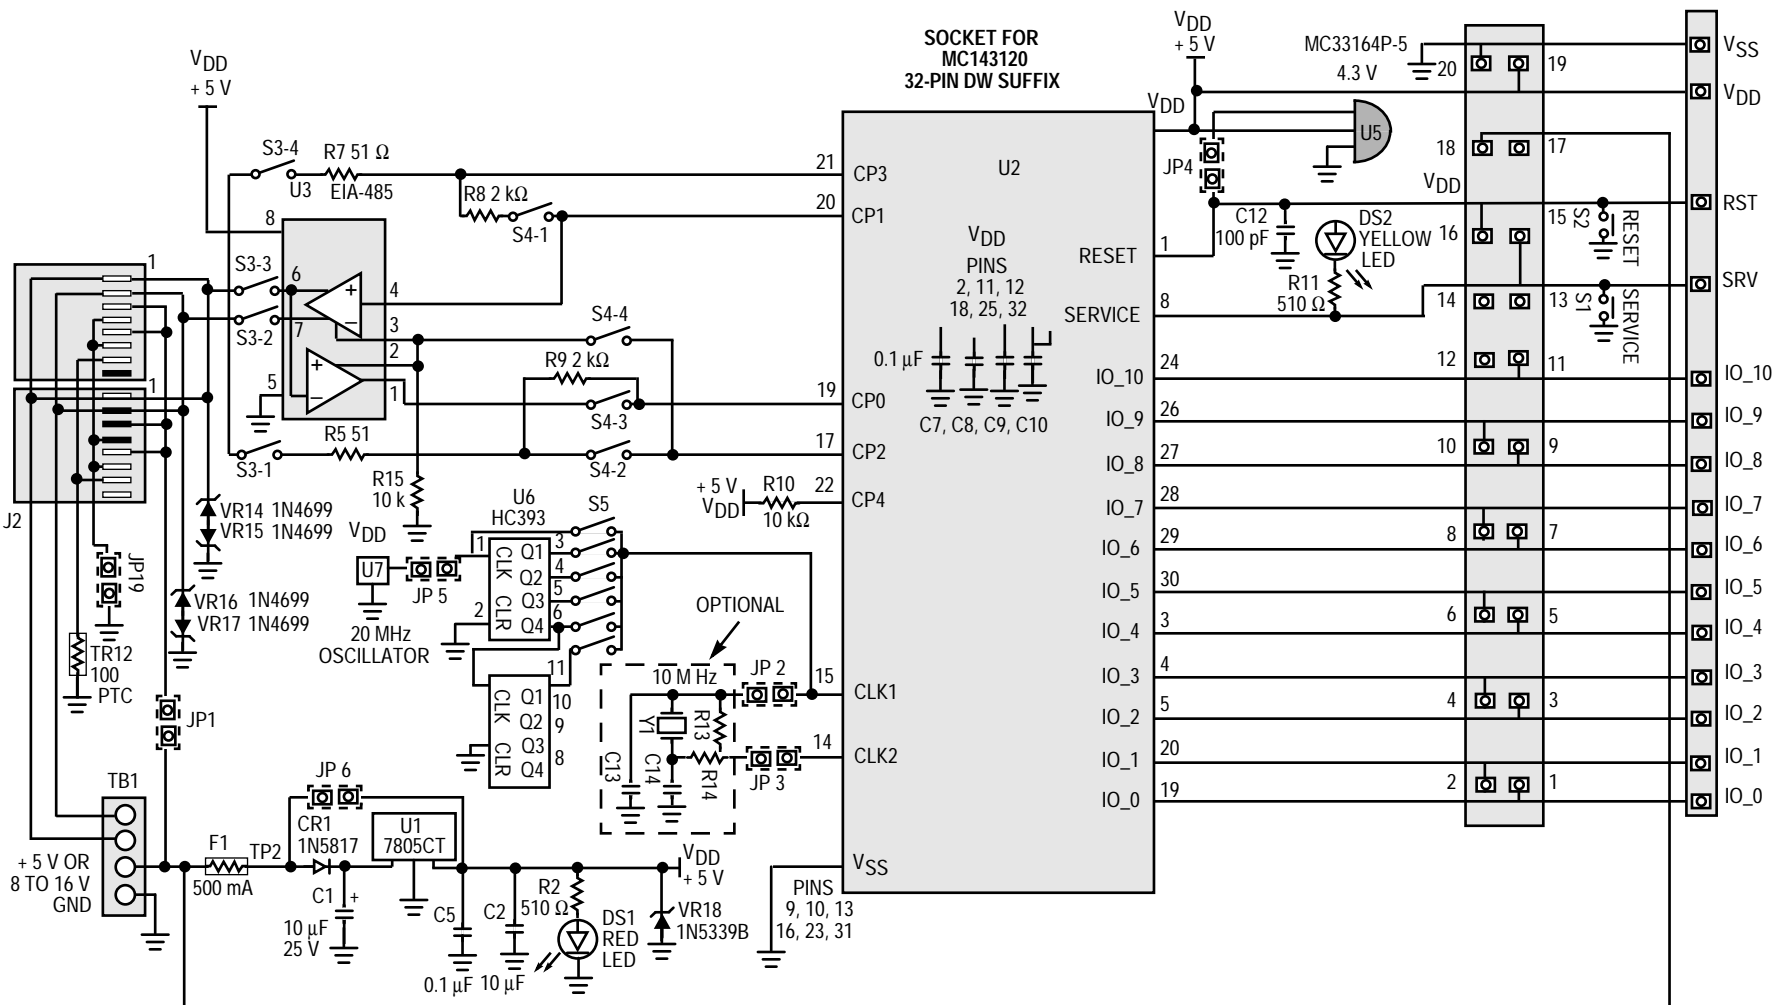 SOCKET FOR
MC143120
32-PIN DW SUFFIX
VDD
+ 5 V
VDD
+ 5 V
MC33164P-5
4.3 V
20
19
VSS
VDD
VDD
U5
U2
JP4
18
17
VDD
S3-4
R7 51 Ω
U3
EIA-485
21
CP3
R8 2 kΩ
S4-1
20
CP1
8
C12
100 pF
DS2
YELLOW
LED
R11
510 Ω
16
15
S2
RESET
RST
VDD
PINS
2, 11, 12
18, 25, 32
RESET
1
1
S3-3
6
4
S3-2
7
3
S4-4
SERVICE
8
14
13
S1
SERVICE
SRV
0.1 µF
C7, C8, C9, C10
2
R9 2 kΩ
5
1
S4-3
19
CP0
12
11
IO_10
24
IO_10
1
S3-1
R5 51
S4-2
17
CP2
IO_9
26
IO_9
10
9
IO_8
27
IO_8
R15
10 k
+ 5 V
VDD
R10
10 kΩ
22
CP4
J2
VR14 1N4699
VR15 1N4699
U6
HC393
S5
IO_7
28
IO_7
8
7
IO_6
29
IO_6
VDD
U7
JP 5
1
CLK
CLR
2
Q1
Q2
Q3
Q4
3
4
5
6
20 MHz
OSCILLATOR
JP19
VR16 1N4699
VR17 1N4699
OPTIONAL
IO_5
30
IO_5
6
5
IO_4
3
IO_4
TR12
100
PTC
JP1
CLK
CLR
Q1
Q2
Q3
Q4
11
10
9
8
10 M Hz
Y1
R13
R14
C13
C14
JP 2
JP 3
15
CLK1
14
CLK2
IO_3
4
IO_3
4
3
IO_2
5
IO_2
IO_1
20
IO_1
2
1
IO_0
19
IO_0
TB1
+ 5 V OR
8 TO 16 V
GND
F1
500 mA
TP2
JP 6
CR1
1N5817
U1
7805CT
C1
+
10 µF
25 V
C5
0.1 µF
C2
10 µF
R2
510 Ω
DS1
RED
LED
VDD
+ 5 V
VR18
1N5339B
VSS
PINS
9, 10, 13
16, 23, 31
+
−
+
−